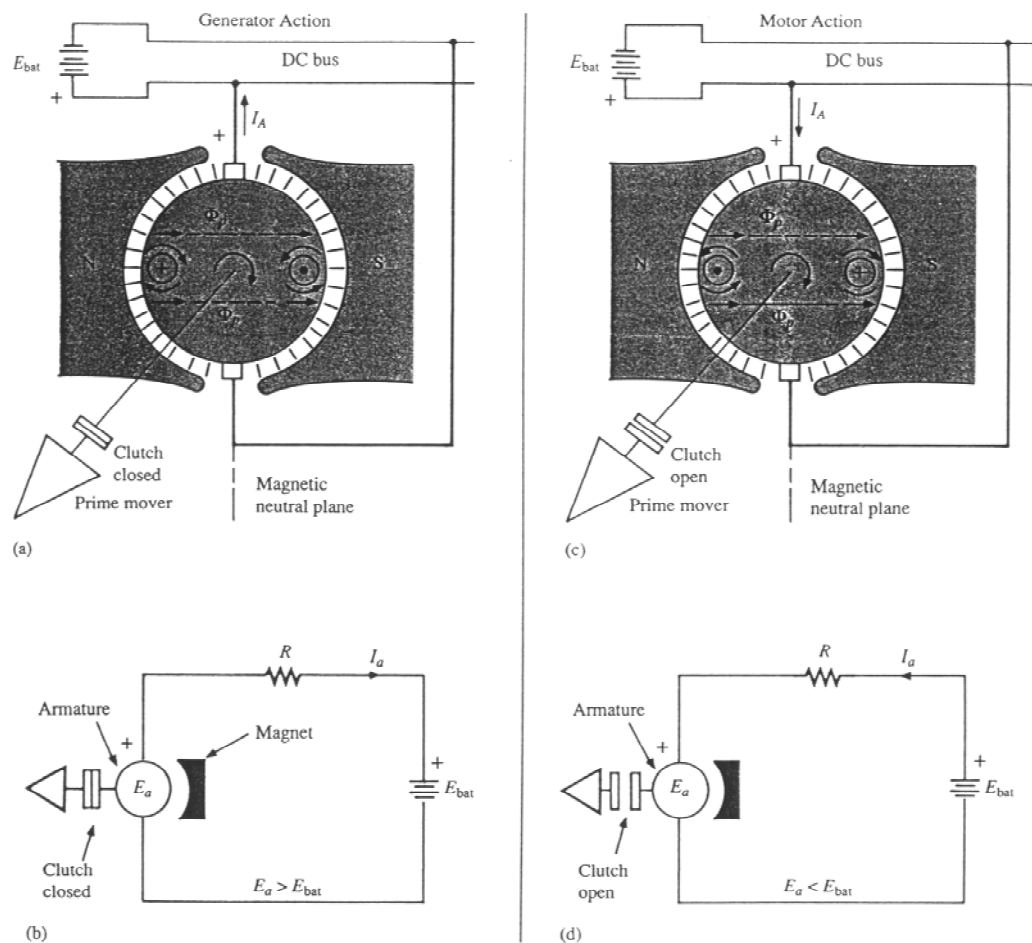 Generator Action
E_bat
+
DC bus
I_A
+
Φ_p
N
S
+
Φ_p
Clutch
closed
Prime mover
Magnetic
neutral plane
(a)
Motor Action
E_bat
+
DC bus
I_A
+
Φ_p
N
S
+
Φ_p
Clutch
open
Prime mover
Magnetic
neutral plane
(c)
R
I_a
Armature
+
Magnet
E_a
+
E_bat
Clutch
closed
E_a > E_bat
(b)
R
I_a
Armature
+
E_a
+
E_bat
Clutch
open
E_a < E_bat
(d)